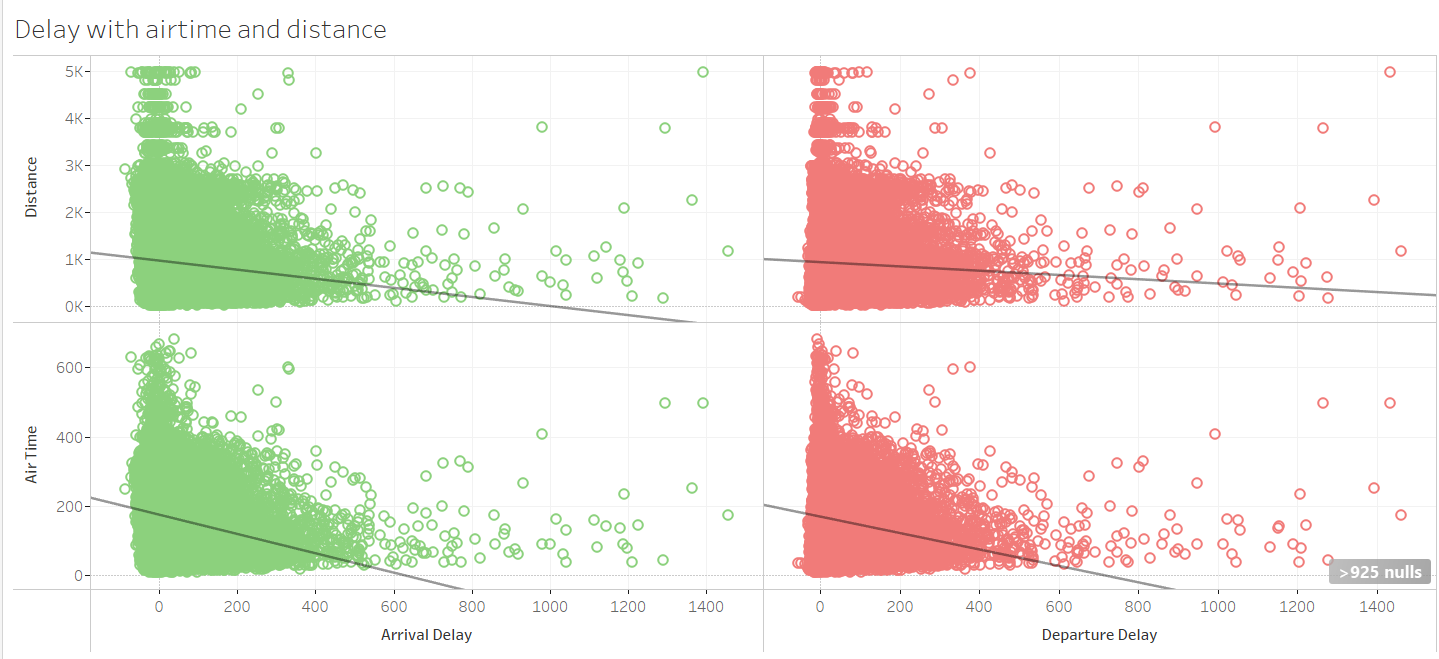 Delay with airtime and distance
5K
4K
3K
2K
1K
0K
Distance
600
400
200
0
Air Time
>925 nulls
0 200 400 600 800 1000 1200 1400
0 200 400 600 800 1000 1200 1400
Arrival Delay
Departure Delay